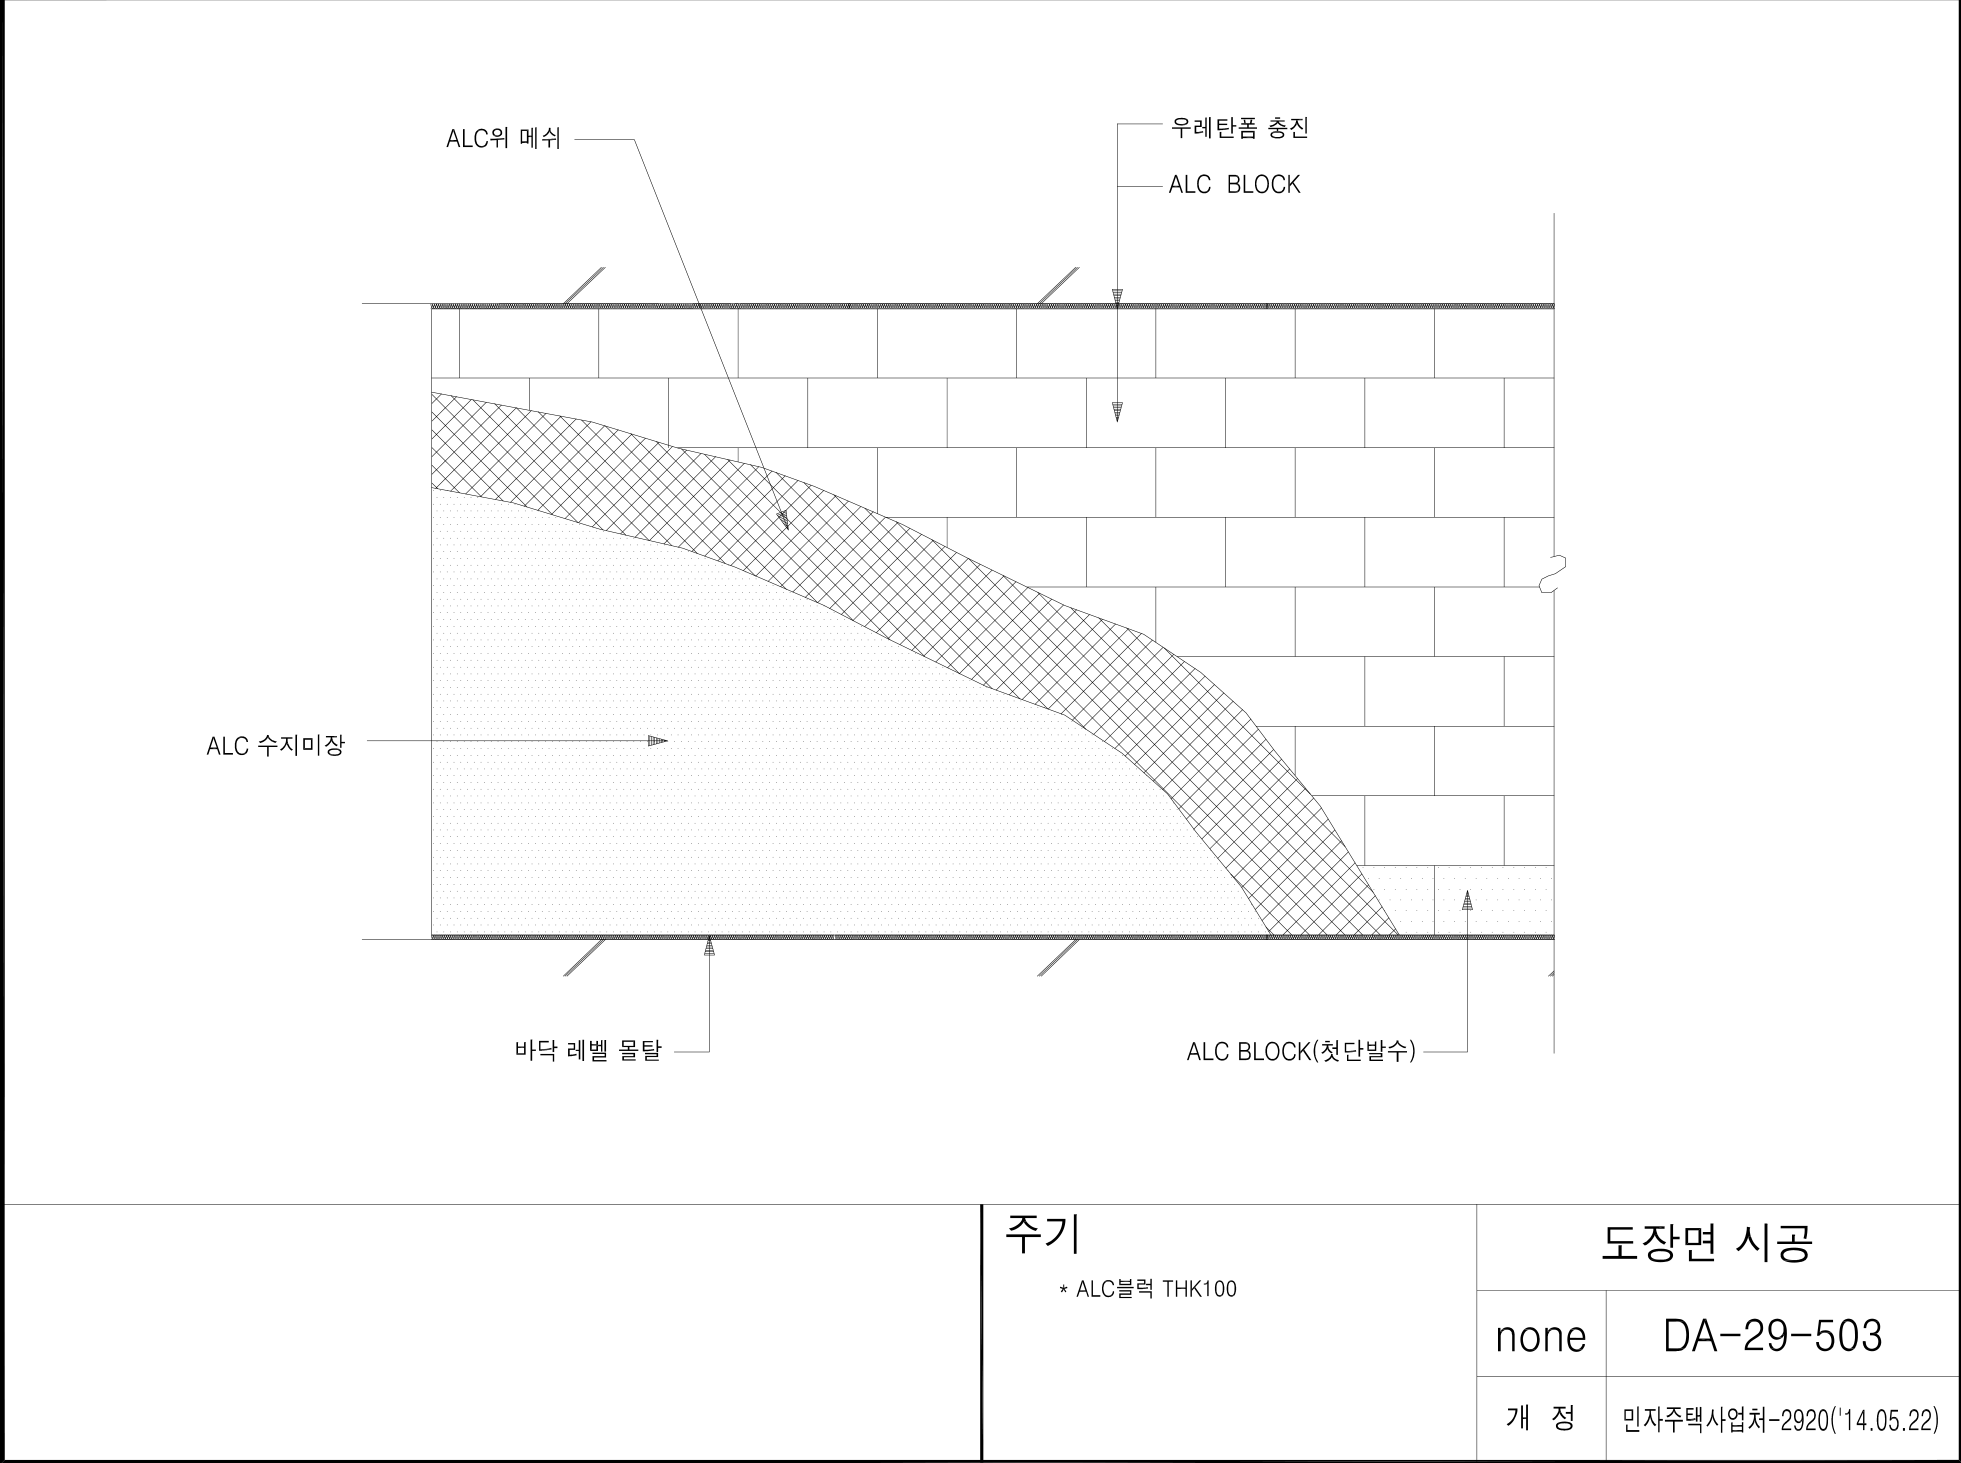 ALC위 메쉬
우레탄폼 충진
ALC BLOCK
ALC 수지미장
바닥 레벨 몰탈
ALC BLOCK(첫단발수)
주기
* ALC블럭 THK100
도장면 시공
none
DA-29-503
개 정
민자주택사업처-2920('14.05.22)